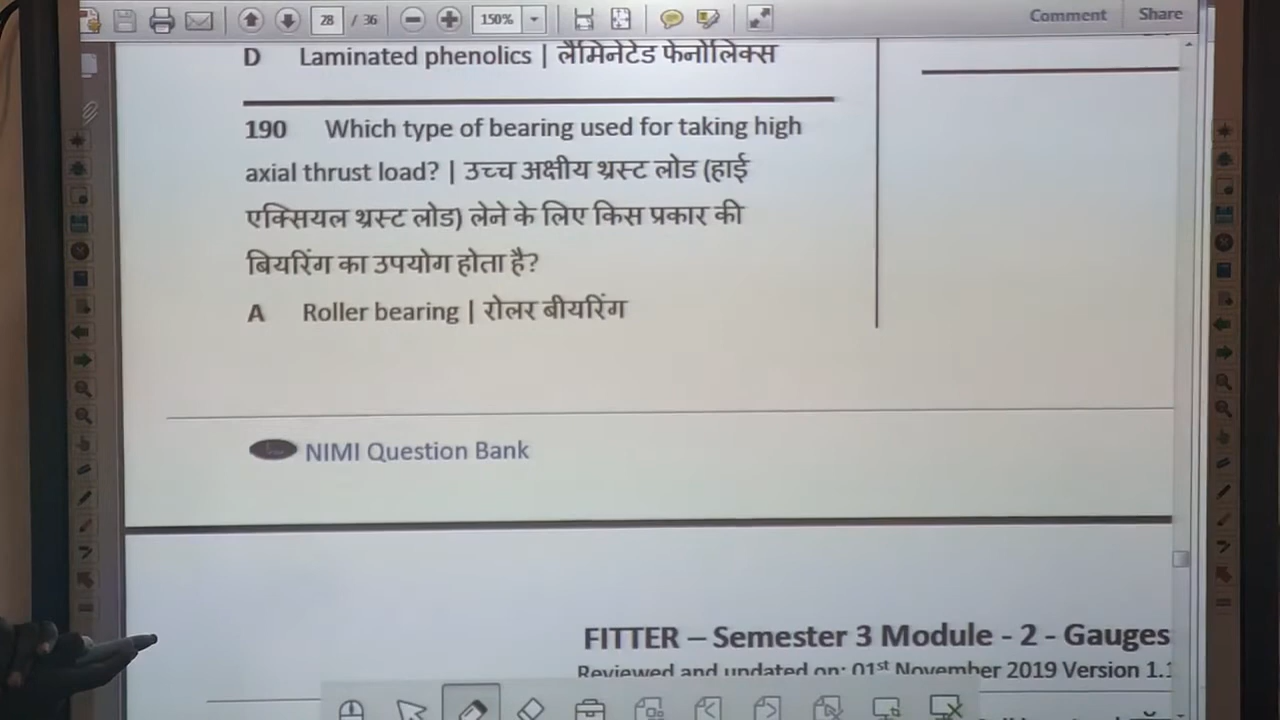 28 / 36
150%
Comment
Share
D Laminated phenolics | लैमिनेटेड फेनोलिक्स
190 Which type of bearing used for taking high
axial thrust load? | उच्च अक्षीय थ्रस्ट लोड (हाई
एक्सियल थ्रस्ट लोड) लेने के लिए किस प्रकार की
बियरिंग का उपयोग होता है?
A Roller bearing | रोलर बीयरिंग
NIMI Question Bank
FITTER – Semester 3 Module - 2 - Gauges
Reviewed and updated on: 01st November 2019 Version 1.1